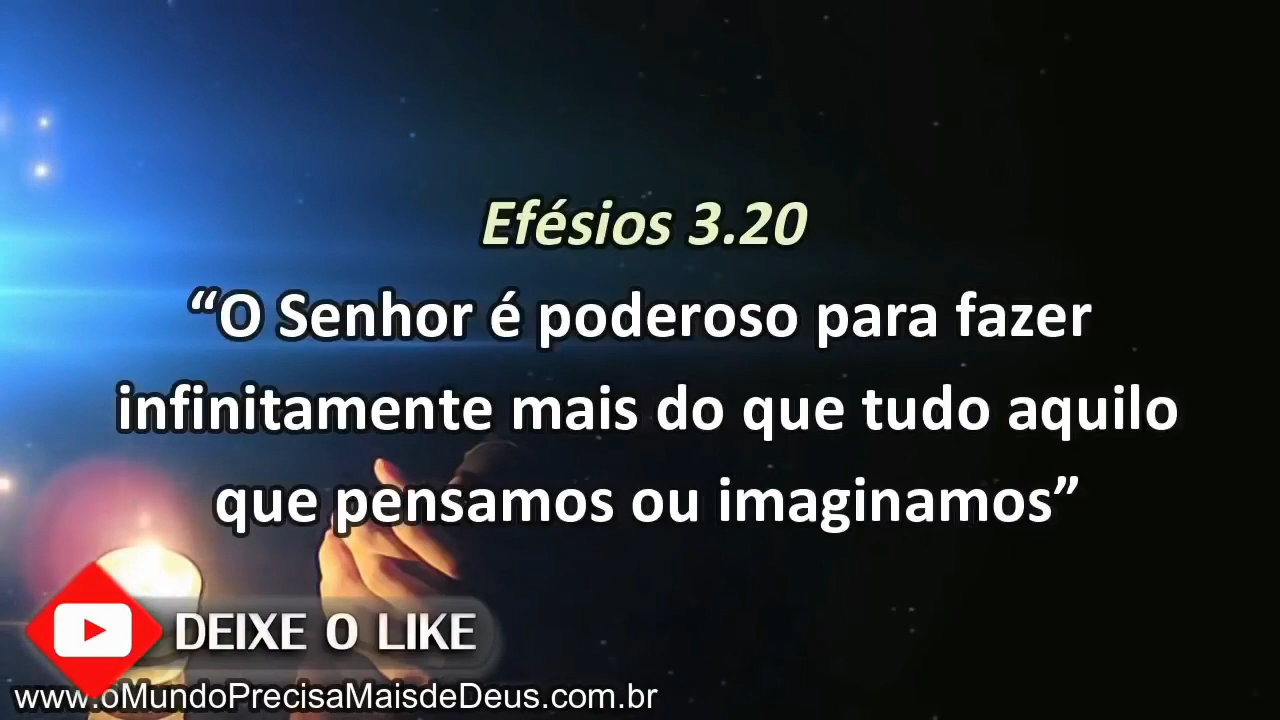 Efésios 3.20
“O Senhor é poderoso para fazer
infinitamente mais do que tudo aquilo
que pensamos ou imaginamos”
DEIXE O LIKE
www.oMundoPrecisaMaisdeDeus.com.br